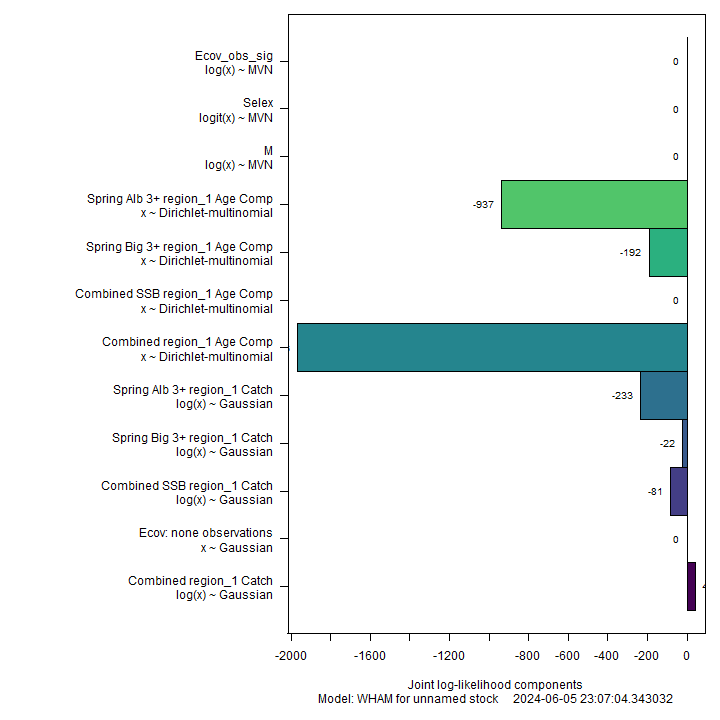 Ecov_obs_sig
log(x) ~ MVN
0
Selex
logit(x) ~ MVN
0
M
log(x) ~ MVN
0
Spring Alb 3+ region_1 Age Comp
x ~ Dirichlet-multinomial
-937
Spring Big 3+ region_1 Age Comp
x ~ Dirichlet-multinomial
-192
Combined SSB region_1 Age Comp
x ~ Dirichlet-multinomial
0
Combined region_1 Age Comp
x ~ Dirichlet-multinomial
Spring Alb 3+ region_1 Catch
log(x) ~ Gaussian
-233
Spring Big 3+ region_1 Catch
log(x) ~ Gaussian
-22
Combined SSB region_1 Catch
log(x) ~ Gaussian
-81
Ecov: none observations
x ~ Gaussian
0
Combined region_1 Catch
log(x) ~ Gaussian
-2000 -1600 -1200 -800 -600 -400 -200 0
Joint log-likelihood components
Model: WHAM for unnamed stock 2024-06-05 23:07:04.343032